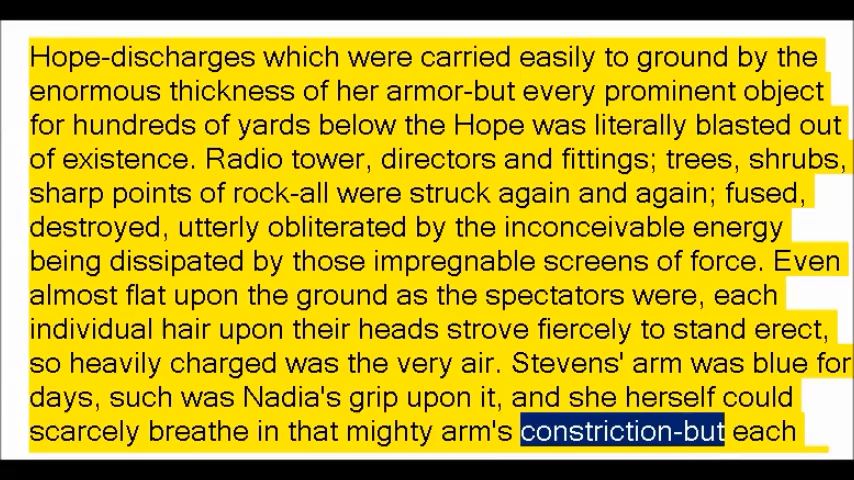 Hope-discharges which were carried easily to ground by the
enormous thickness of her armor-but every prominent object
for hundreds of yards below the Hope was literally blasted out
of existence. Radio tower, directors and fittings; trees, shrubs,
sharp points of rock-all were struck again and again; fused,
destroyed, utterly obliterated by the inconceivable energy
being dissipated by those impregnable screens of force. Even
almost flat upon the ground as the spectators were, each
individual hair upon their heads strove fiercely to stand erect,
so heavily charged was the very air. Stevens' arm was blue for
days, such was Nadia's grip upon it, and she herself could
scarcely breathe in that mighty arm's constriction-but each